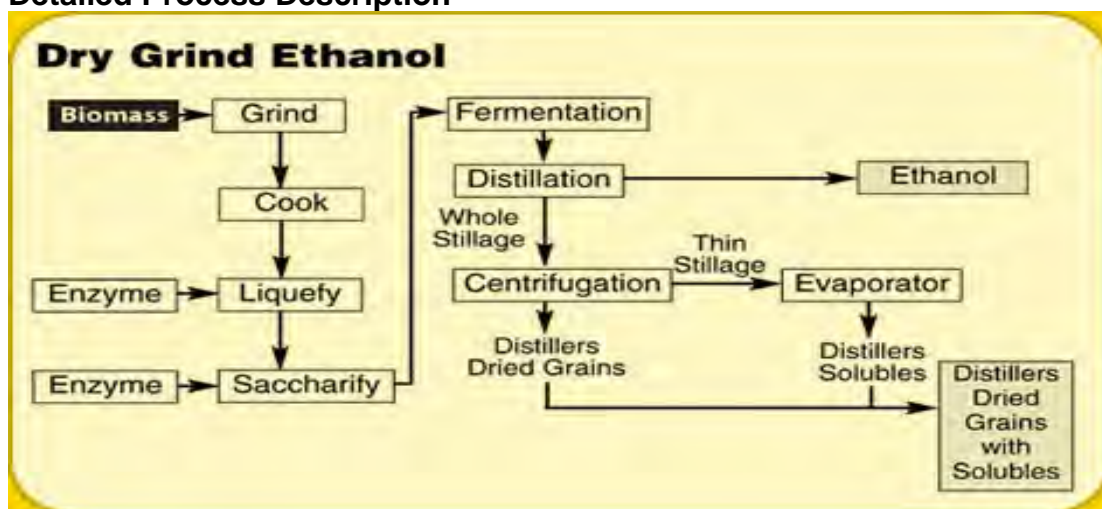 Detailed Process Description
Dry Grind Ethanol
Biomass
Grind
Cook
Enzyme
Liquefy
Enzyme
Saccharify
Fermentation
Distillation
Ethanol
Whole
Stillage
Centrifugation
Thin
Stillage
Evaporator
Distillers
Dried Grains
Distillers
Solubles
Distillers
Dried
Grains
with
Solubles